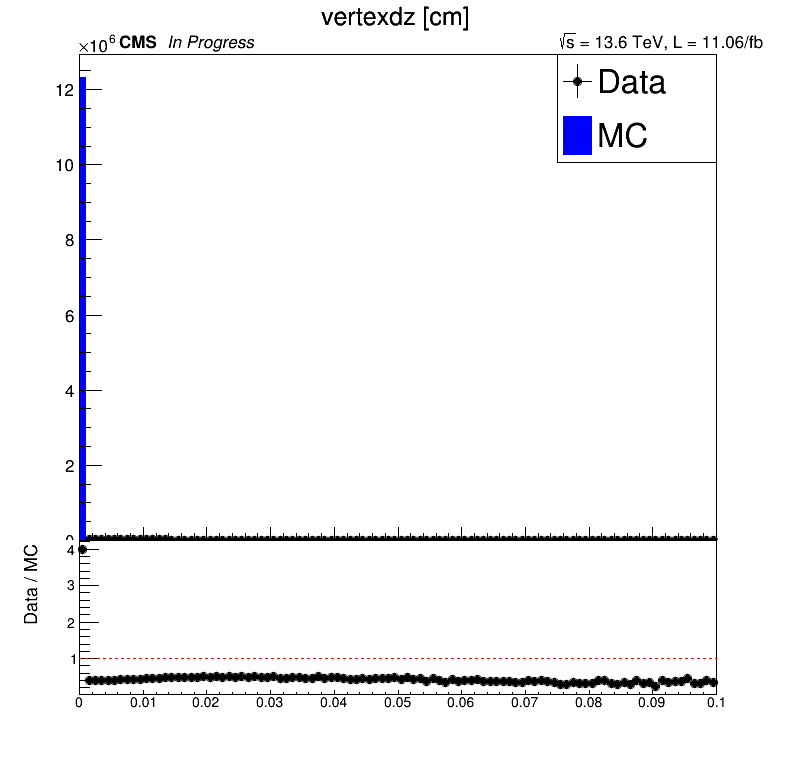 vertexdz [cm]
×10⁶ CMS In Progress √s = 13.6 TeV, L = 11.06/fb
Data
MC
12
10
8
6
4
2
0
Data / MC
4
3
2
1
0 0.01 0.02 0.03 0.04 0.05 0.06 0.07 0.08 0.09 0.1